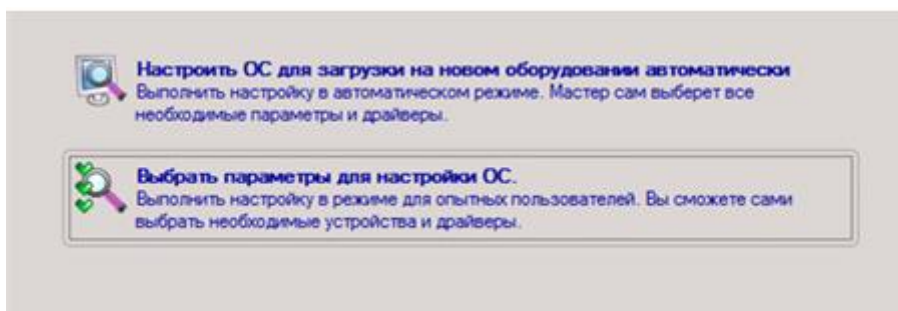 Настроить ОС для загрузки на новом оборудовании автоматически
Выполнить настройку в автоматическом режиме. Мастер сам выберет все
необходимые параметры и драйверы.
Выбрать параметры для настройки ОС.
Выполнить настройку в режиме для опытных пользователей. Вы сможете сами
выбрать необходимые устройства и драйверы.